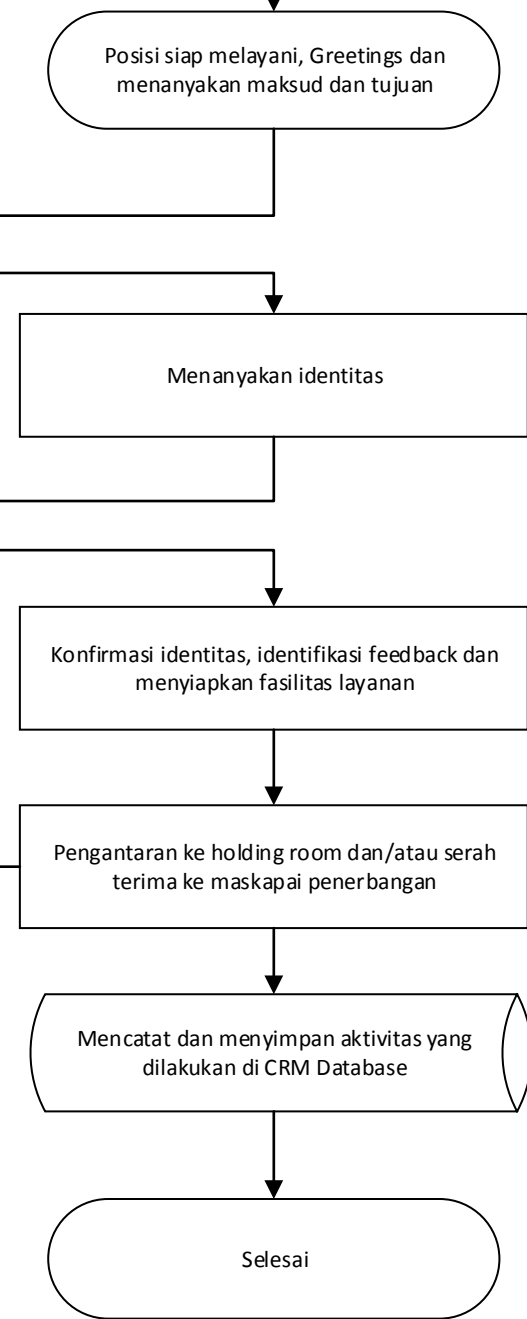 Posisi siap melayani, Greetings dan
menanyakan maksud dan tujuan
Menanyakan identitas
Konfirmasi identitas, identifikasi feedback dan
menyiapkan fasilitas layanan
Pengantaran ke holding room dan/atau serah
terima ke maskapai penerbangan
Mencatat dan menyimpan aktivitas yang
dilakukan di CRM Database
Selesai